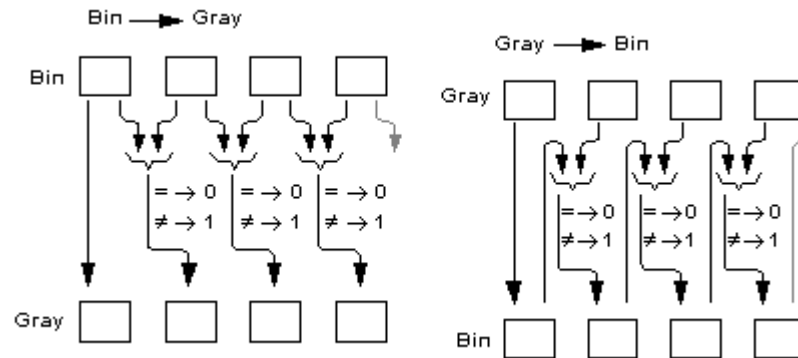 Bin → Gray
Bin
= → 0 = → 0 = → 0
≠ → 1 ≠ → 1 ≠ → 1
Gray
Gray → Bin
Gray
= → 0 = → 0 = → 0
≠ → 1 ≠ → 1 ≠ → 1
Bin